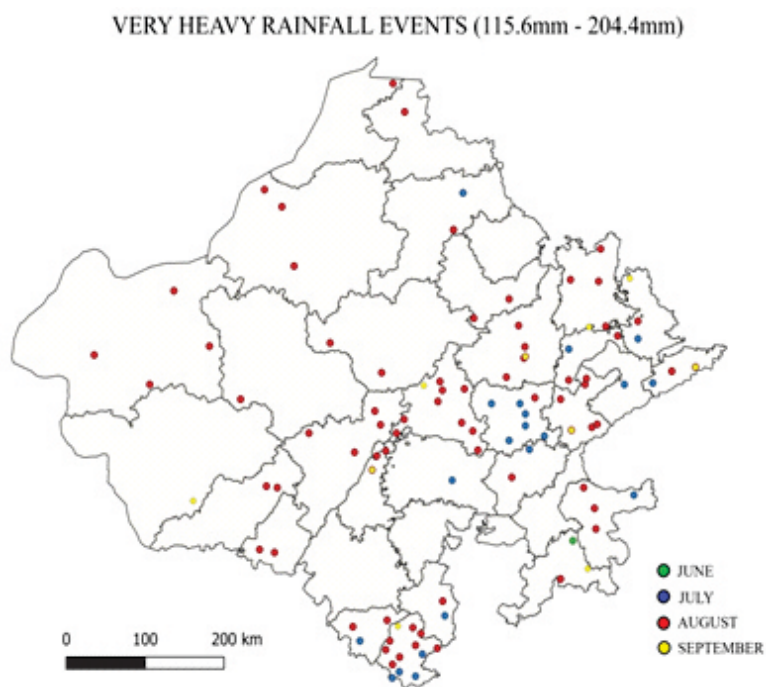 VERY HEAVY RAINFALL EVENTS (115.6mm - 204.4mm)
JUNE
JULY
AUGUST
SEPTEMBER
0 100 200 km